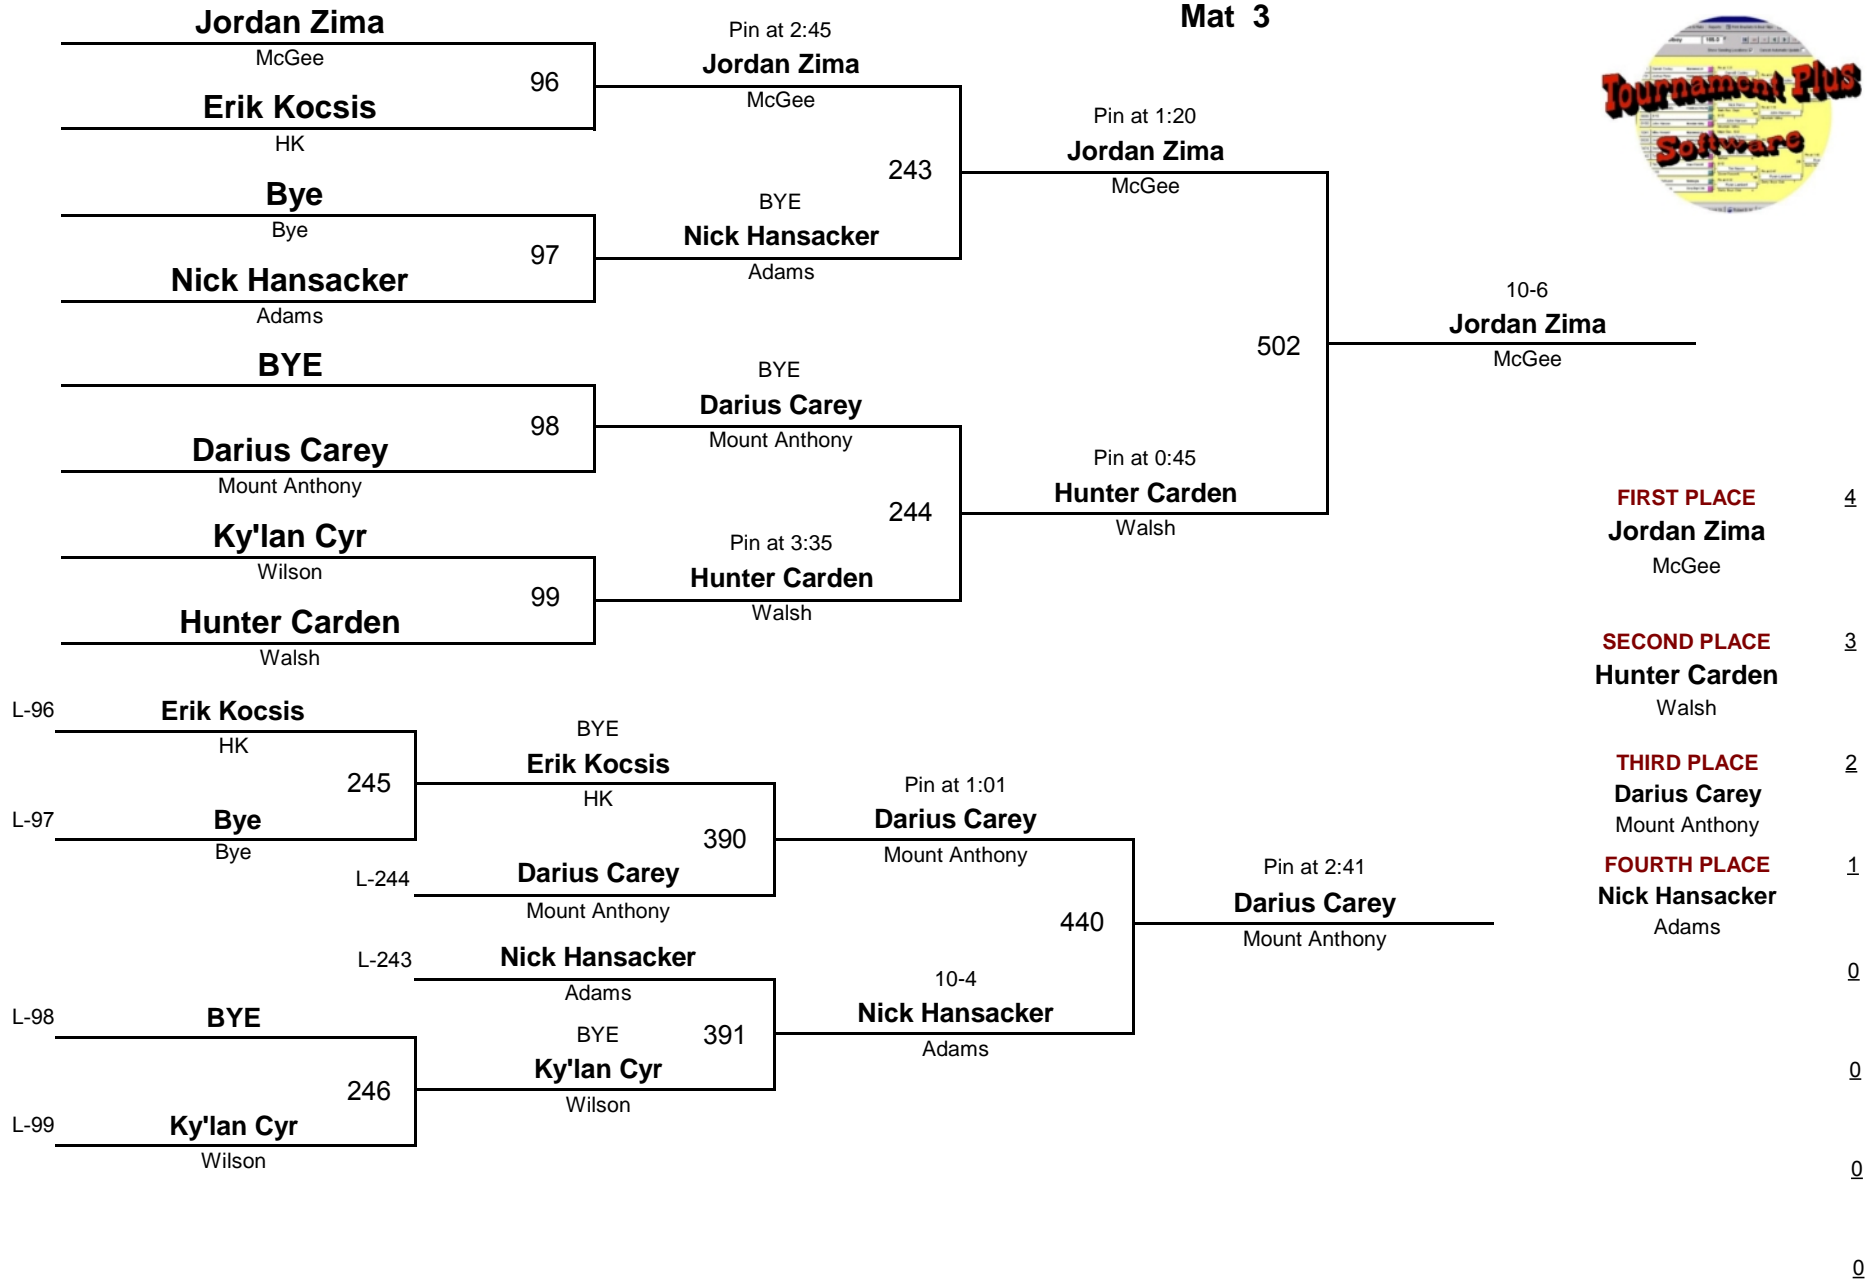 Mat 3
Tournament Plus
Software
Jordan Zima
McGee
96
Erik Kocsis
HK
Bye
Bye
97
Nick Hansacker
Adams
BYE
98
Darius Carey
Mount Anthony
Ky'lan Cyr
Wilson
99
Hunter Carden
Walsh
Pin at 2:45
Jordan Zima
McGee
243
BYE
Nick Hansacker
Adams
BYE
Darius Carey
Mount Anthony
244
Pin at 3:35
Hunter Carden
Walsh
Pin at 1:20
Jordan Zima
McGee
502
Pin at 0:45
Hunter Carden
Walsh
10-6
Jordan Zima
McGee
FIRST PLACE 4
Jordan Zima
McGee
SECOND PLACE 3
Hunter Carden
Walsh
THIRD PLACE 2
Darius Carey
Mount Anthony
FOURTH PLACE 1
Nick Hansacker
Adams
0
0
0
0
L-96 Erik Kocsis
HK
245
L-97 Bye
Bye
BYE
Erik Kocsis
HK
390
L-244 Darius Carey
Mount Anthony
L-243 Nick Hansacker
Adams
391
BYE
Ky'lan Cyr
Wilson
L-98 BYE
246
L-99 Ky'lan Cyr
Wilson
Pin at 1:01
Darius Carey
Mount Anthony
440
10-4
Nick Hansacker
Adams
Pin at 2:41
Darius Carey
Mount Anthony